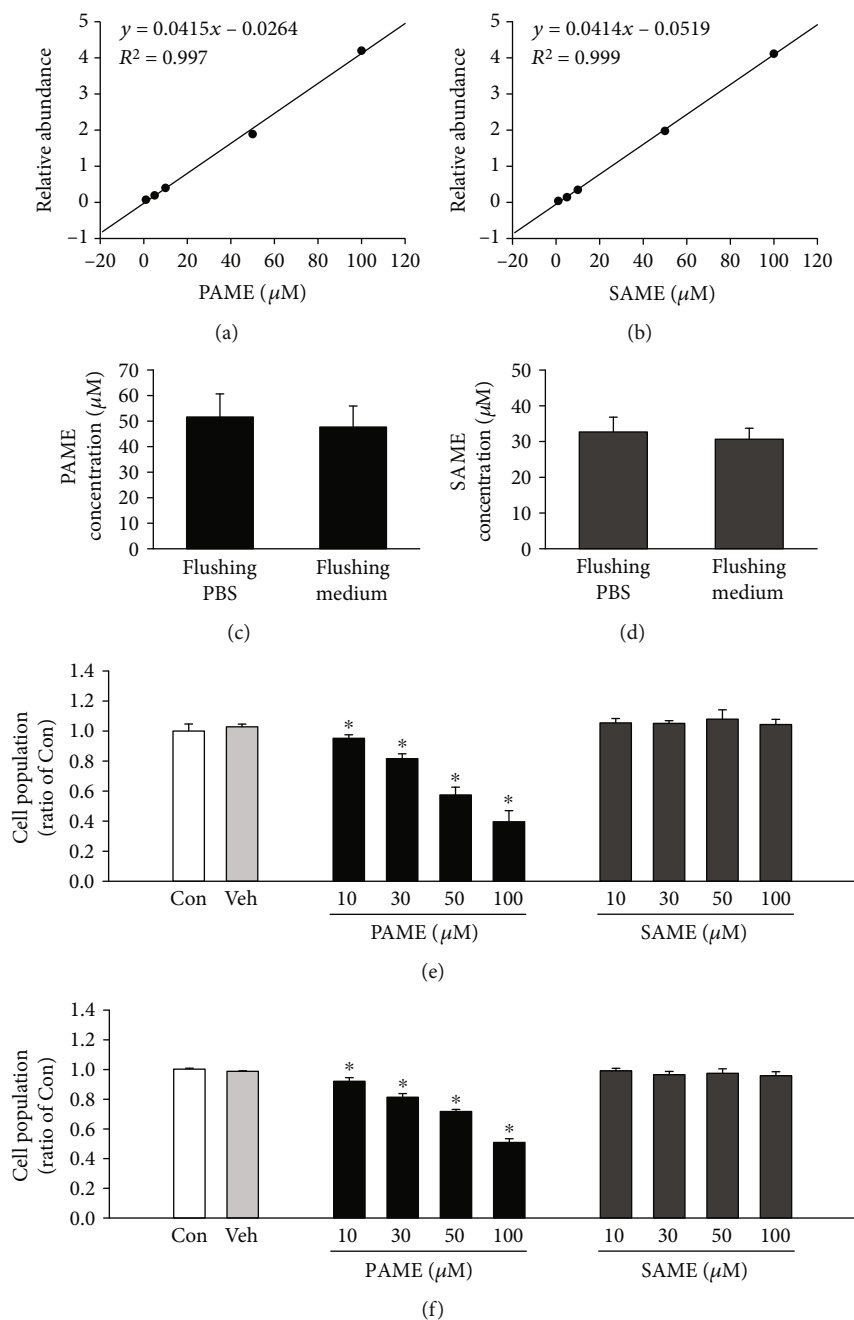 y = 0.0415x – 0.0264
R² = 0.997
Relative abundance
5
4
3
2
1
0
–1
–20 0 20 40 60 80 100 120
PAME (μM)
(a)
y = 0.0414x – 0.0519
R² = 0.999
Relative abundance
5
4
3
2
1
0
–1
–20 0 20 40 60 80 100 120
SAME (μM)
(b)
PAME
concentration (μM)
70
60
50
40
30
20
10
0
Flushing Flushing
PBS medium
(c)
SAME
concentration (μM)
50
40
30
20
10
0
Flushing Flushing
PBS medium
(d)
Cell population
(ratio of Con)
1.4
1.2
1.0
0.8
0.6
0.4
0.2
0.0
* * * *
Con Veh 10 30 50 100 10 30 50 100
PAME (μM) SAME (μM)
(e)
Cell population
(ratio of Con)
1.4
1.2
1.0
0.8
0.6
0.4
0.2
0.0
* * * *
Con Veh 10 30 50 100 10 30 50 100
PAME (μM) SAME (μM)
(f)